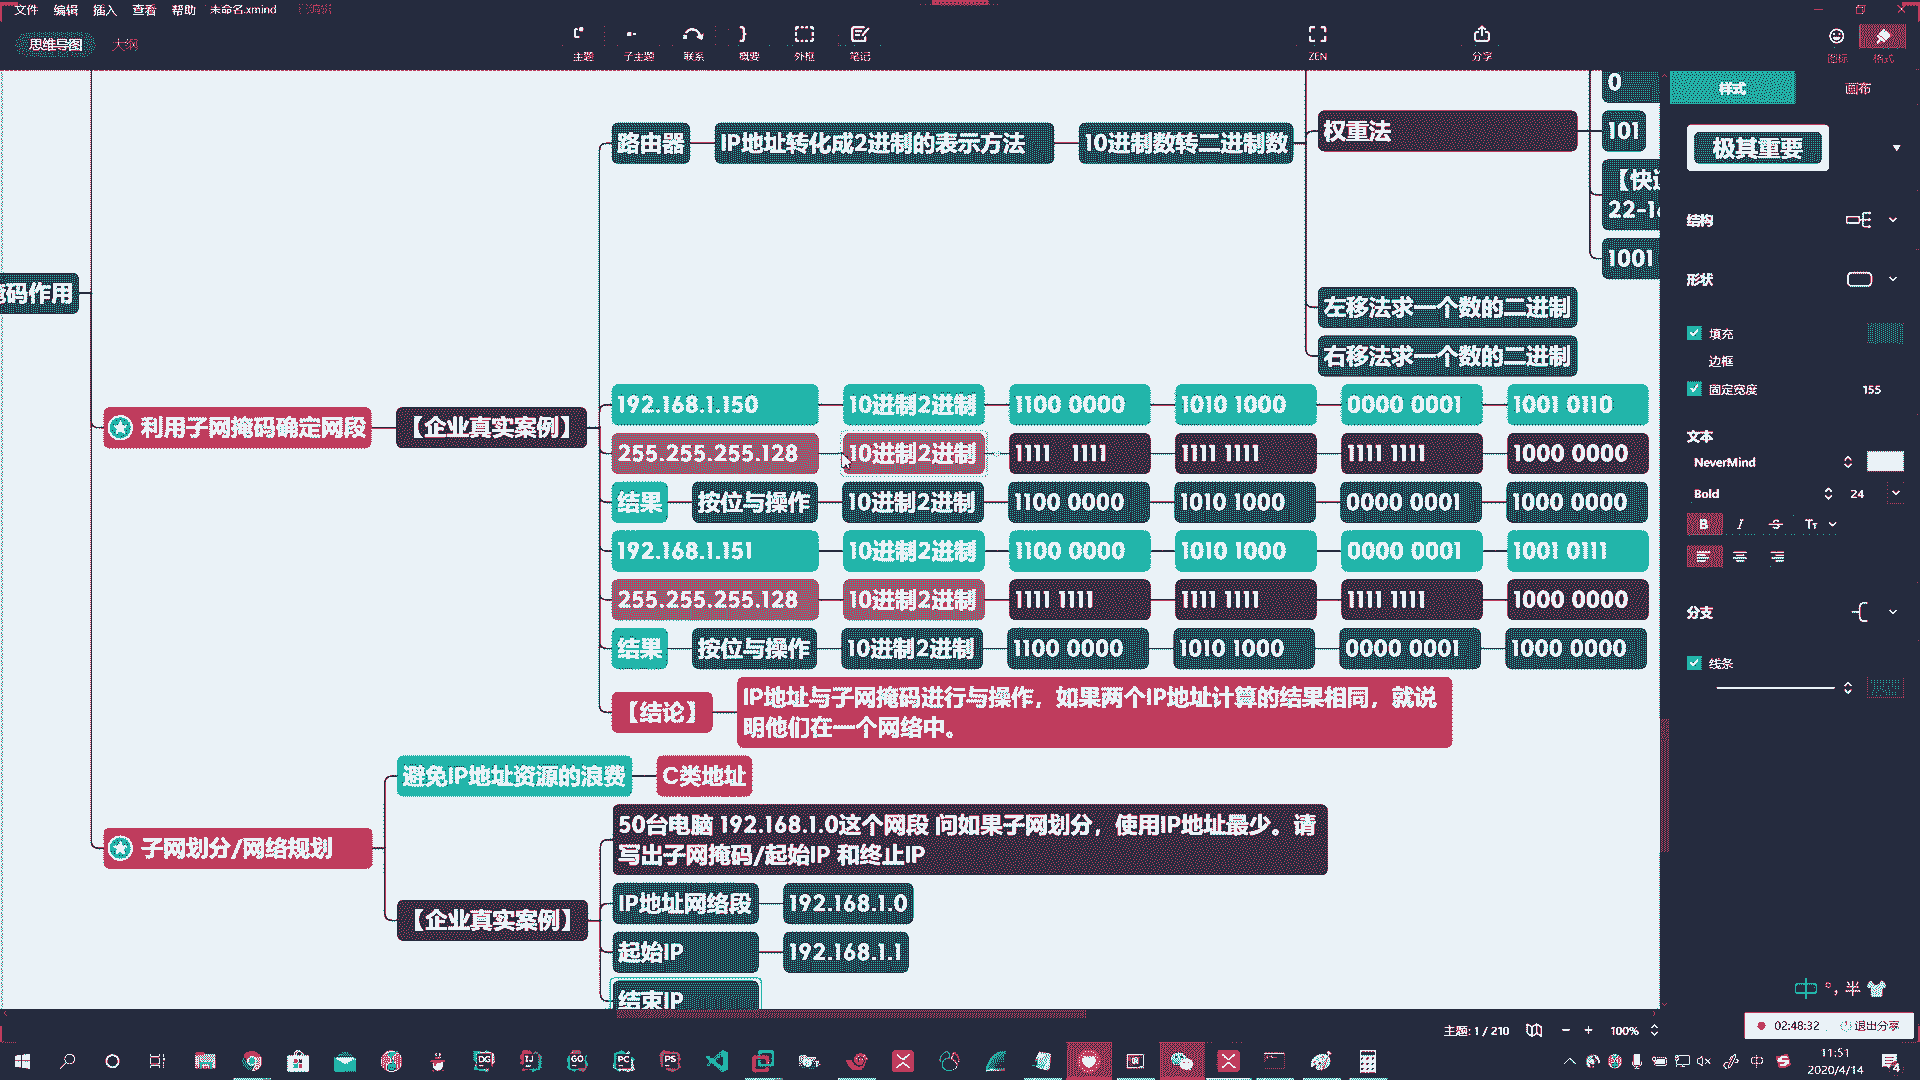 文件 编辑 插入 查看 帮助 未命名.xmind
思维导图 大纲
主题 子主题 联系 概要 外框 笔记 ZEN 分享 图标 格式
路由器 IP地址转化成2进制的表示方法 10进制数转二进制数 权重法
0
101
【快速
22-16
1001
左移法求一个数的二进制
右移法求一个数的二进制
掩码作用
利用子网掩码确定网段 【企业真实案例】
192.168.1.150 10进制2进制 1100 0000 1010 1000 0000 0001 1001 0110
255.255.255.128 10进制2进制 1111 1111 1111 1111 1111 1111 1000 0000
结果 按位与操作 10进制2进制 1100 0000 1010 1000 0000 0001 1000 0000
192.168.1.151 10进制2进制 1100 0000 1010 1000 0000 0001 1001 0111
255.255.255.128 10进制2进制 1111 1111 1111 1111 1111 1111 1000 0000
结果 按位与操作 10进制2进制 1100 0000 1010 1000 0000 0001 1000 0000
【结论】 IP地址与子网掩码进行与操作，如果两个IP地址计算的结果相同，就说
明他们在一个网络中。
子网划分/网络规划
避免IP地址资源的浪费 C类地址
【企业真实案例】
50台电脑 192.168.1.0这个网段 问如果子网划分，使用IP地址最少。请
写出子网掩码/起始IP 和终止IP
IP地址网络段 192.168.1.0
起始IP 192.168.1.1
结束IP
样式 画布
极其重要
结构
形状
填充
边框
固定宽度 155
文本
NeverMind
Bold 24
B I S Tт
分支
线条
中 °, 半
主题: 1 / 210 100%
02:48:32 退出分享
DG IJ GO PC PS
中
11:51
2020/4/14
4